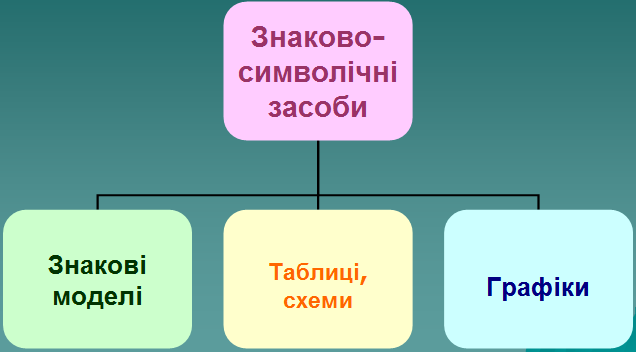 Знаково-
символічні
засоби
Знакові
моделі
Таблиці,
схеми
Графіки